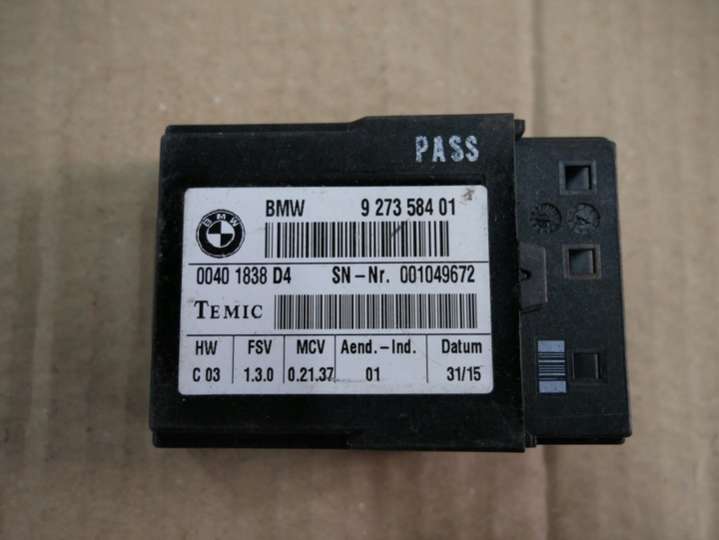 PASS
BMW 9 273 584 01
BMW
0040 1838 D4 SN-Nr. 001049672
TEMIC
HW FSV MCV Aend.-Ind. Datum
C 03 1.3.0 0.21.37 01 31/15